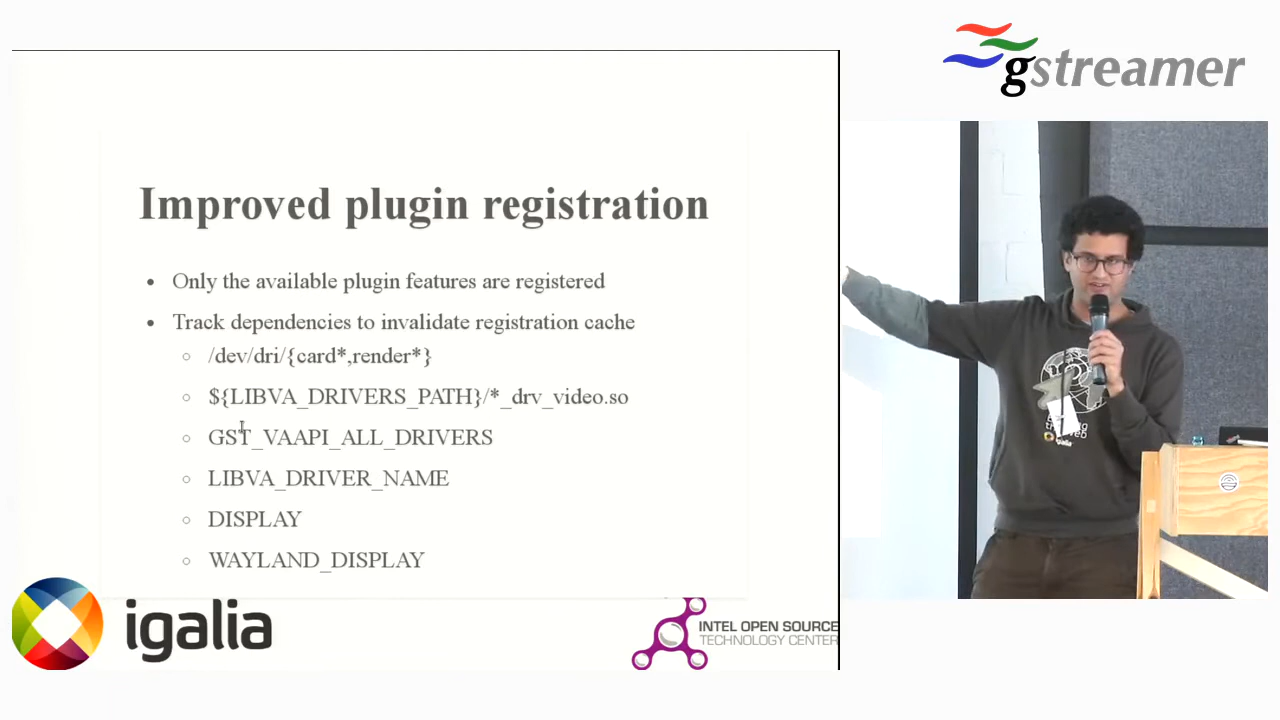 gstreamer
Improved plugin registration
• Only the available plugin features are registered
• Track dependencies to invalidate registration cache
○ /dev/dri/{card*,render*}
○ ${LIBVA_DRIVERS_PATH}/*_drv_video.so
○ GST_VAAPI_ALL_DRIVERS
○ LIBVA_DRIVER_NAME
○ DISPLAY
○ WAYLAND_DISPLAY
igalia
INTEL OPEN SOURCE
TECHNOLOGY CENTER
igalia